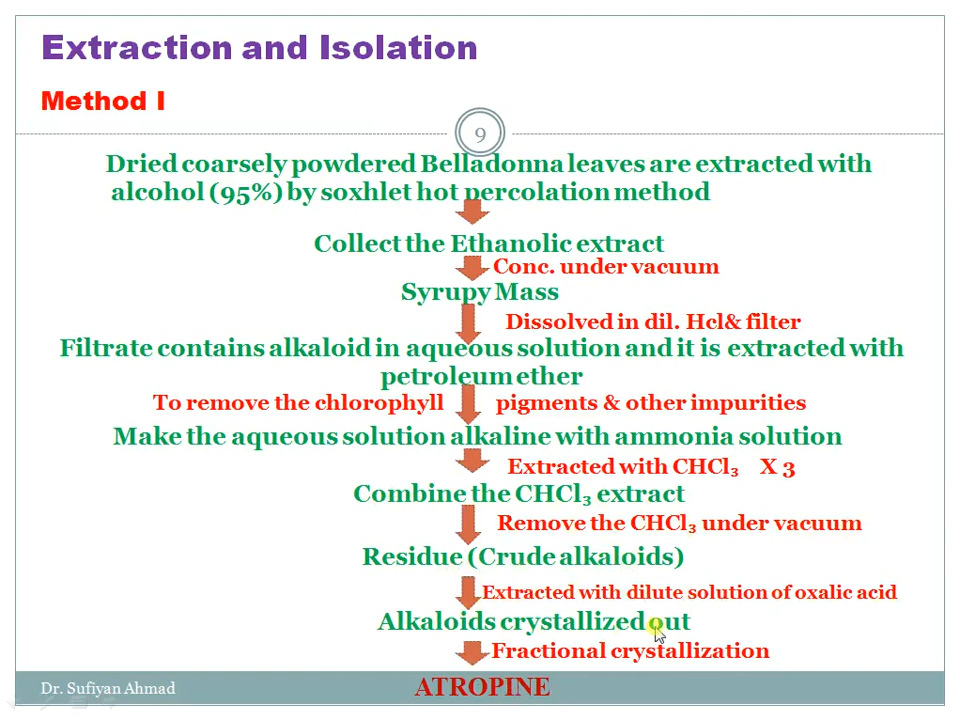 Extraction and Isolation
Method I
9
Dried coarsely powdered Belladonna leaves are extracted with
alcohol (95%) by soxhlet hot percolation method
Collect the Ethanolic extract
Conc. under vacuum
Syrupy Mass
Dissolved in dil. Hcl& filter
Filtrate contains alkaloid in aqueous solution and it is extracted with
petroleum ether
To remove the chlorophyll pigments & other impurities
Make the aqueous solution alkaline with ammonia solution
Extracted with CHCl₃ X 3
Combine the CHCl₃ extract
Remove the CHCl₃ under vacuum
Residue (Crude alkaloids)
Extracted with dilute solution of oxalic acid
Alkaloids crystallized out
Fractional crystallization
Dr. Sufiyan Ahmad
ATROPINE